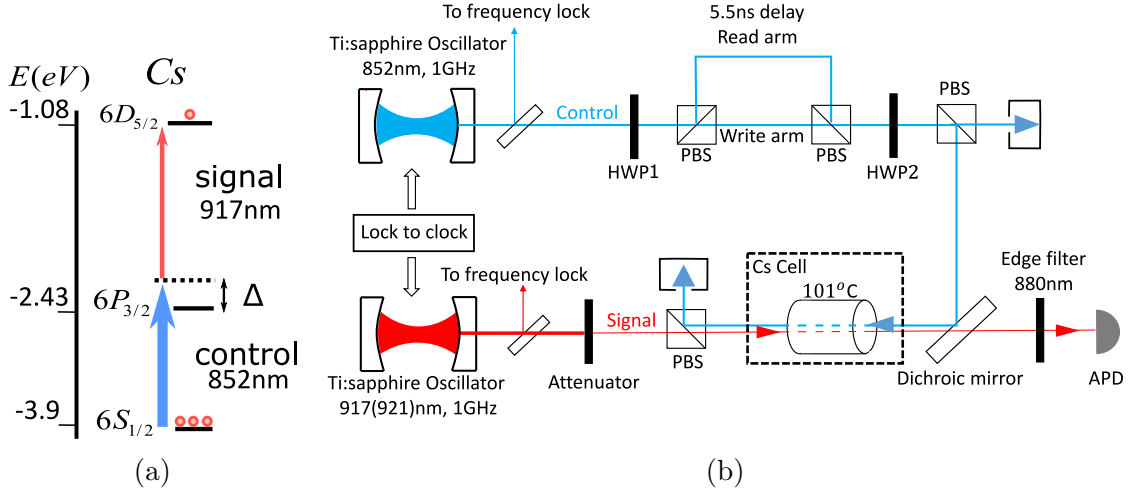 E(eV)
Cs
-1.08
6D5/2
signal
917nm
-2.43
6P3/2
Δ
control
852nm
-3.9
6S1/2
(a)
To frequency lock
5.5ns delay
Read arm
Ti:sapphire Oscillator
852nm, 1GHz
Control
PBS
Write arm
HWP1
PBS
PBS
HWP2
Lock to clock
To frequency lock
Cs Cell
Edge filter
880nm
101°C
Signal
PBS
Attenuator
Dichroic mirror
APD
Ti:sapphire Oscillator
917(921)nm, 1GHz
(b)